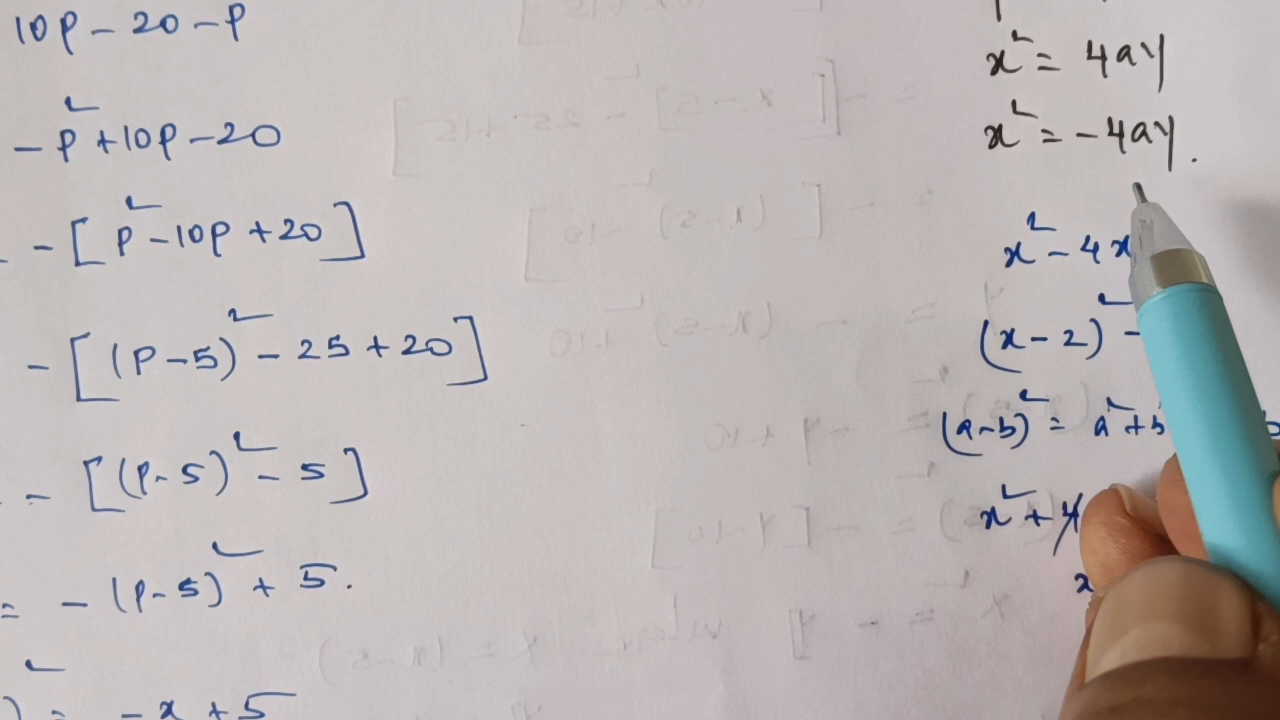 10p - 20 - p
- p² + 10p - 20
- [p² - 10p + 20]
- [(p - 5)² - 25 + 20]
- [(p - 5)² - 5]
= - (p - 5)² + 5.
)² = - x + 5
x² = 4ay
x² = - 4ay.
x² - 4x
(x - 2)² -
(a - b)² = a² + b
x² + 4
x